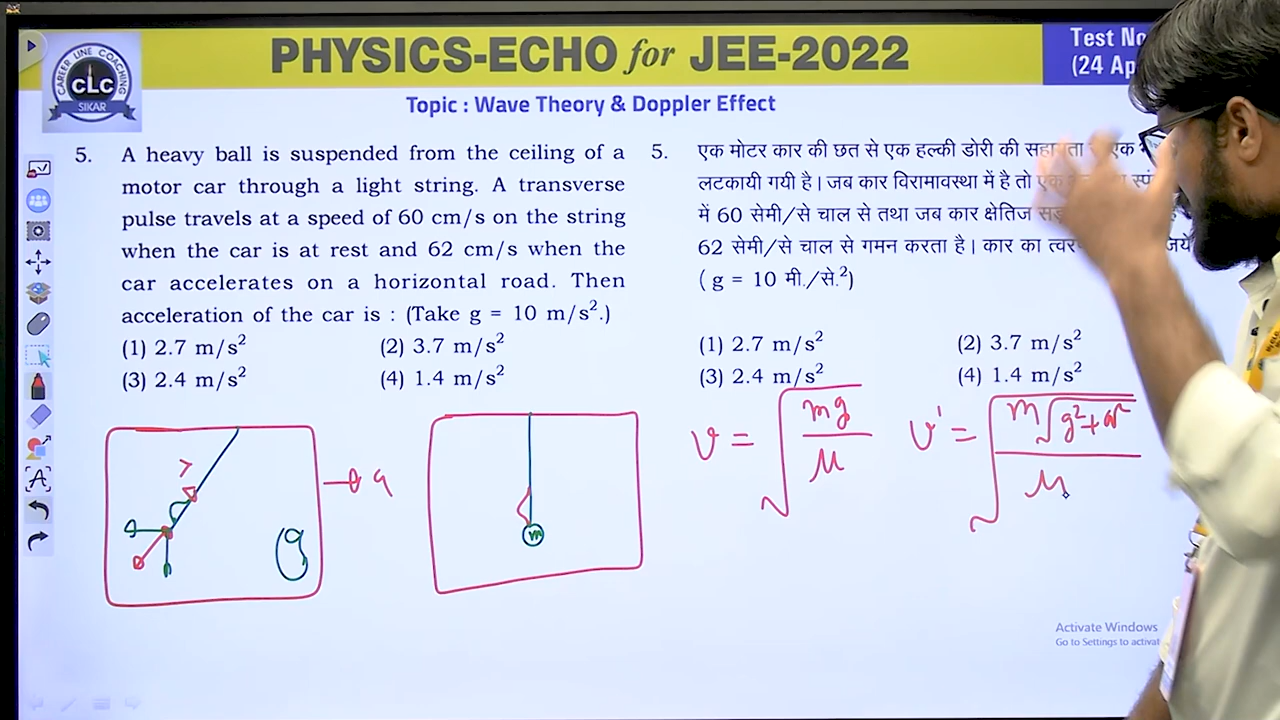 PHYSICS-ECHO for JEE-2022
Test No
(24 Ap
CAREER LINE COACHING
CLC
SIKAR
Topic : Wave Theory & Doppler Effect
5. A heavy ball is suspended from the ceiling of a
motor car through a light string. A transverse
pulse travels at a speed of 60 cm/s on the string
when the car is at rest and 62 cm/s when the
car accelerates on a horizontal road. Then
acceleration of the car is : (Take g = 10 m/s².)
(1) 2.7 m/s² (2) 3.7 m/s²
(3) 2.4 m/s² (4) 1.4 m/s²
5. एक मोटर कार की छत से एक हल्की डोरी की एक
लटकायी गयी है। जब कार विरामावस्था में है तो
में 60 सेमी/से चाल से तथा जब कार क्षेतिज
62 सेमी/से चाल से गमन करता है। कार का
( g = 10 मी./से.²)
(1) 2.7 m/s² (2) 3.7 m/s²
(3) 2.4 m/s² (4) 1.4 m/s²
v = √(mg/μ) v' = √(m√(g²+a²)/μ)
a
g
m
Activate Windows
Go to Settings to activat